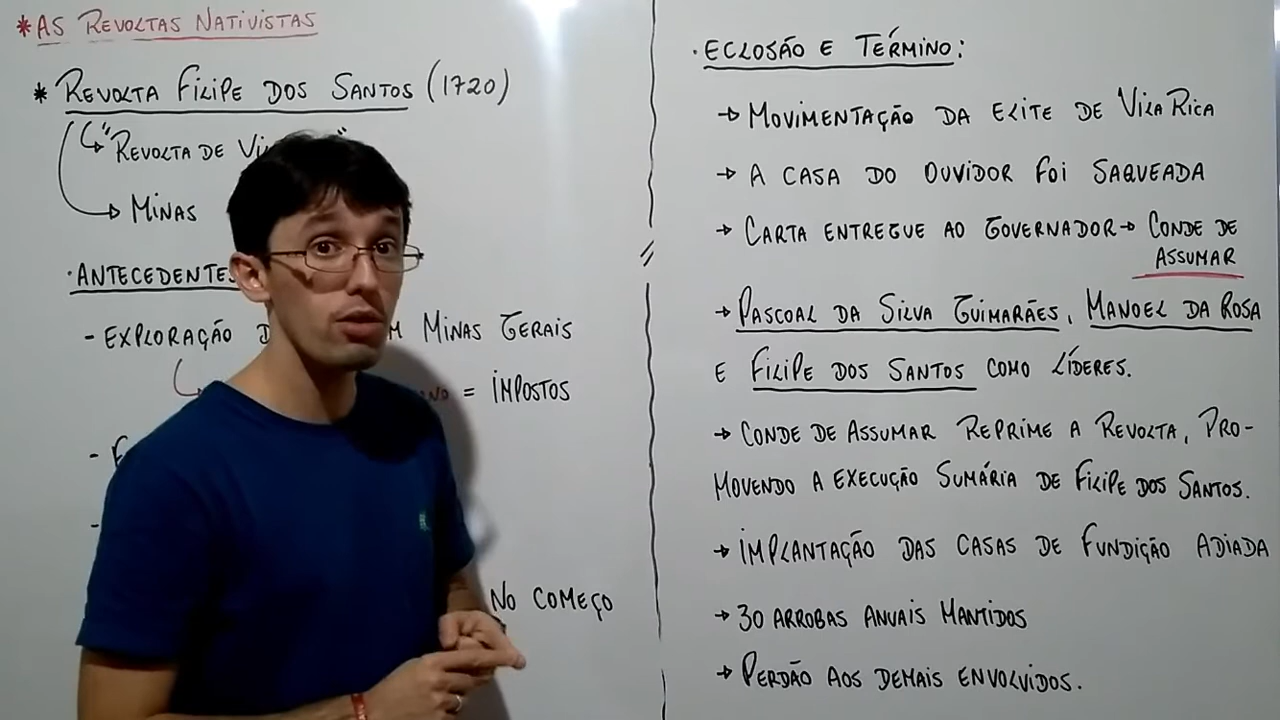 * AS REVOLTAS NATIVISTAS
* REVOLTA FILIPE DOS SANTOS (1720)
"REVOLTA DE
→ MINAS
· ANTECEDENTES
- EXPLORAÇÃO MINAS GERAIS
= IMPOSTOS
NO COMEÇO
· ECLOSÃO E TÉRMINO:
→ MOVIMENTAÇÃO DA ELITE DE VILA RICA
→ A CASA DO OUVIDOR FOI SAQUEADA
→ CARTA ENTREGUE AO GOVERNADOR → CONDE DE
ASSUMAR
→ PASCOAL DA SILVA GUIMARÃES, MANOEL DA ROSA
E FILIPE DOS SANTOS COMO LÍDERES.
→ CONDE DE ASSUMAR REPRIME A REVOLTA, PRO-
MOVENDO A EXECUÇÃO SUMÁRIA DE FILIPE DOS SANTOS.
→ IMPLANTAÇÃO DAS CASAS DE FUNDIÇÃO ADIADA
→ 30 ARROBAS ANUAIS MANTIDOS
→ PERDÃO AOS DEMAIS ENVOLVIDOS.